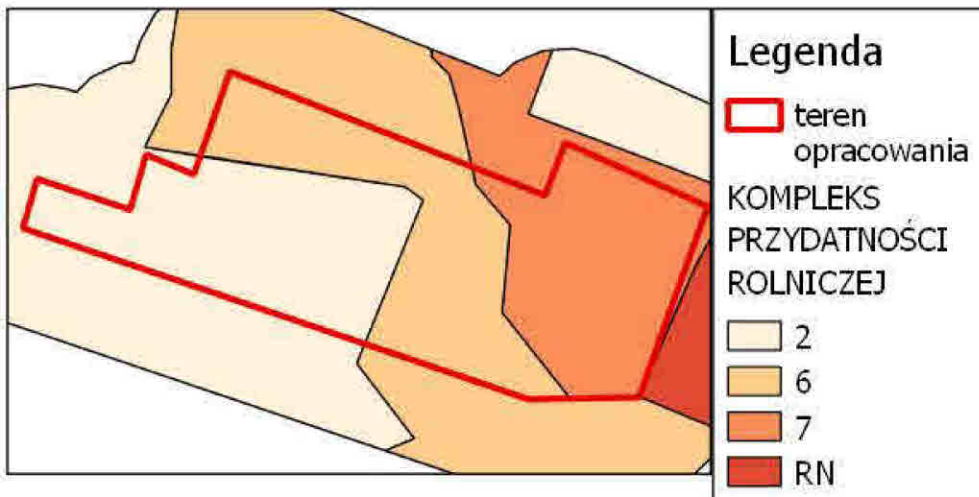 Legenda
teren
opracowania
KOMPLEKS
PRZYDATNOŚCI
ROLNICZEJ
2
6
7
RN